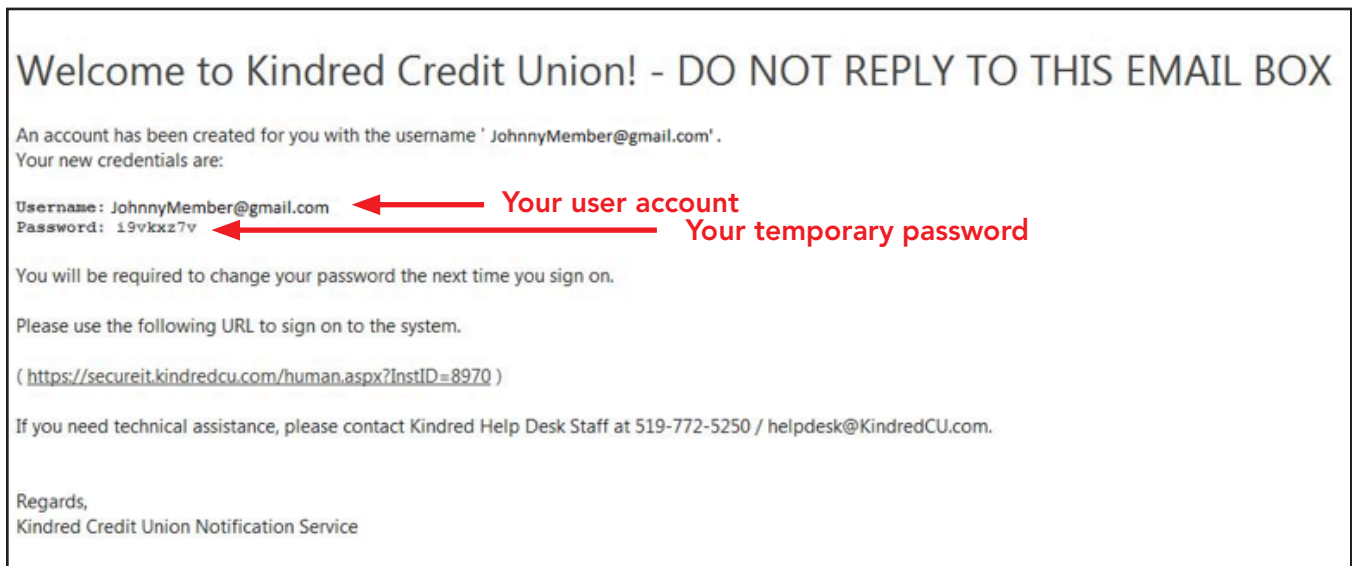 Welcome to Kindred Credit Union! - DO NOT REPLY TO THIS EMAIL BOX
An account has been created for you with the username ' JohnnyMember@gmail.com' .
Your new credentials are:
Username: JohnnyMember@gmail.com Your user account
Password: i9vkxz7v Your temporary password
You will be required to change your password the next time you sign on.
Please use the following URL to sign on to the system.
( https://secureit.kindredcu.com/human.aspx?InstID=8970 )
If you need technical assistance, please contact Kindred Help Desk Staff at 519-772-5250 / helpdesk@KindredCU.com.
Regards,
Kindred Credit Union Notification Service